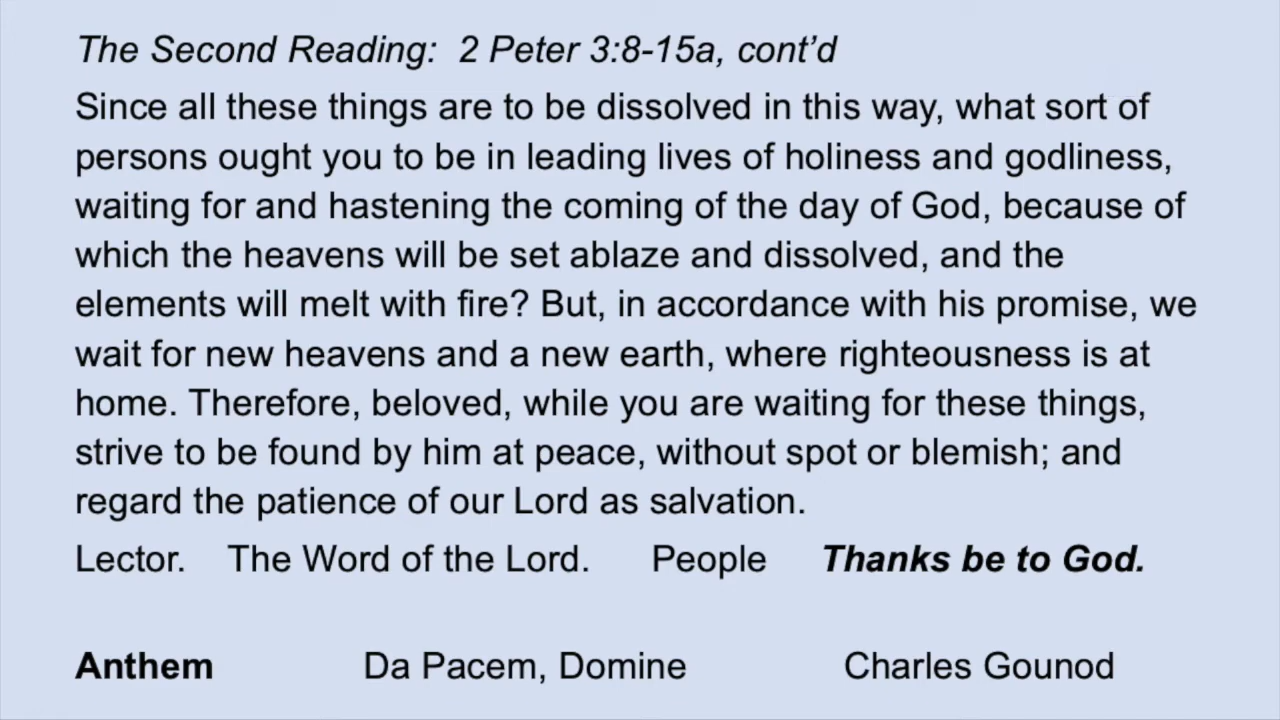 The Second Reading: 2 Peter 3:8-15a, cont’d
Since all these things are to be dissolved in this way, what sort of
persons ought you to be in leading lives of holiness and godliness,
waiting for and hastening the coming of the day of God, because of
which the heavens will be set ablaze and dissolved, and the
elements will melt with fire? But, in accordance with his promise, we
wait for new heavens and a new earth, where righteousness is at
home. Therefore, beloved, while you are waiting for these things,
strive to be found by him at peace, without spot or blemish; and
regard the patience of our Lord as salvation.
Lector. The Word of the Lord. People Thanks be to God.
Anthem Da Pacem, Domine Charles Gounod